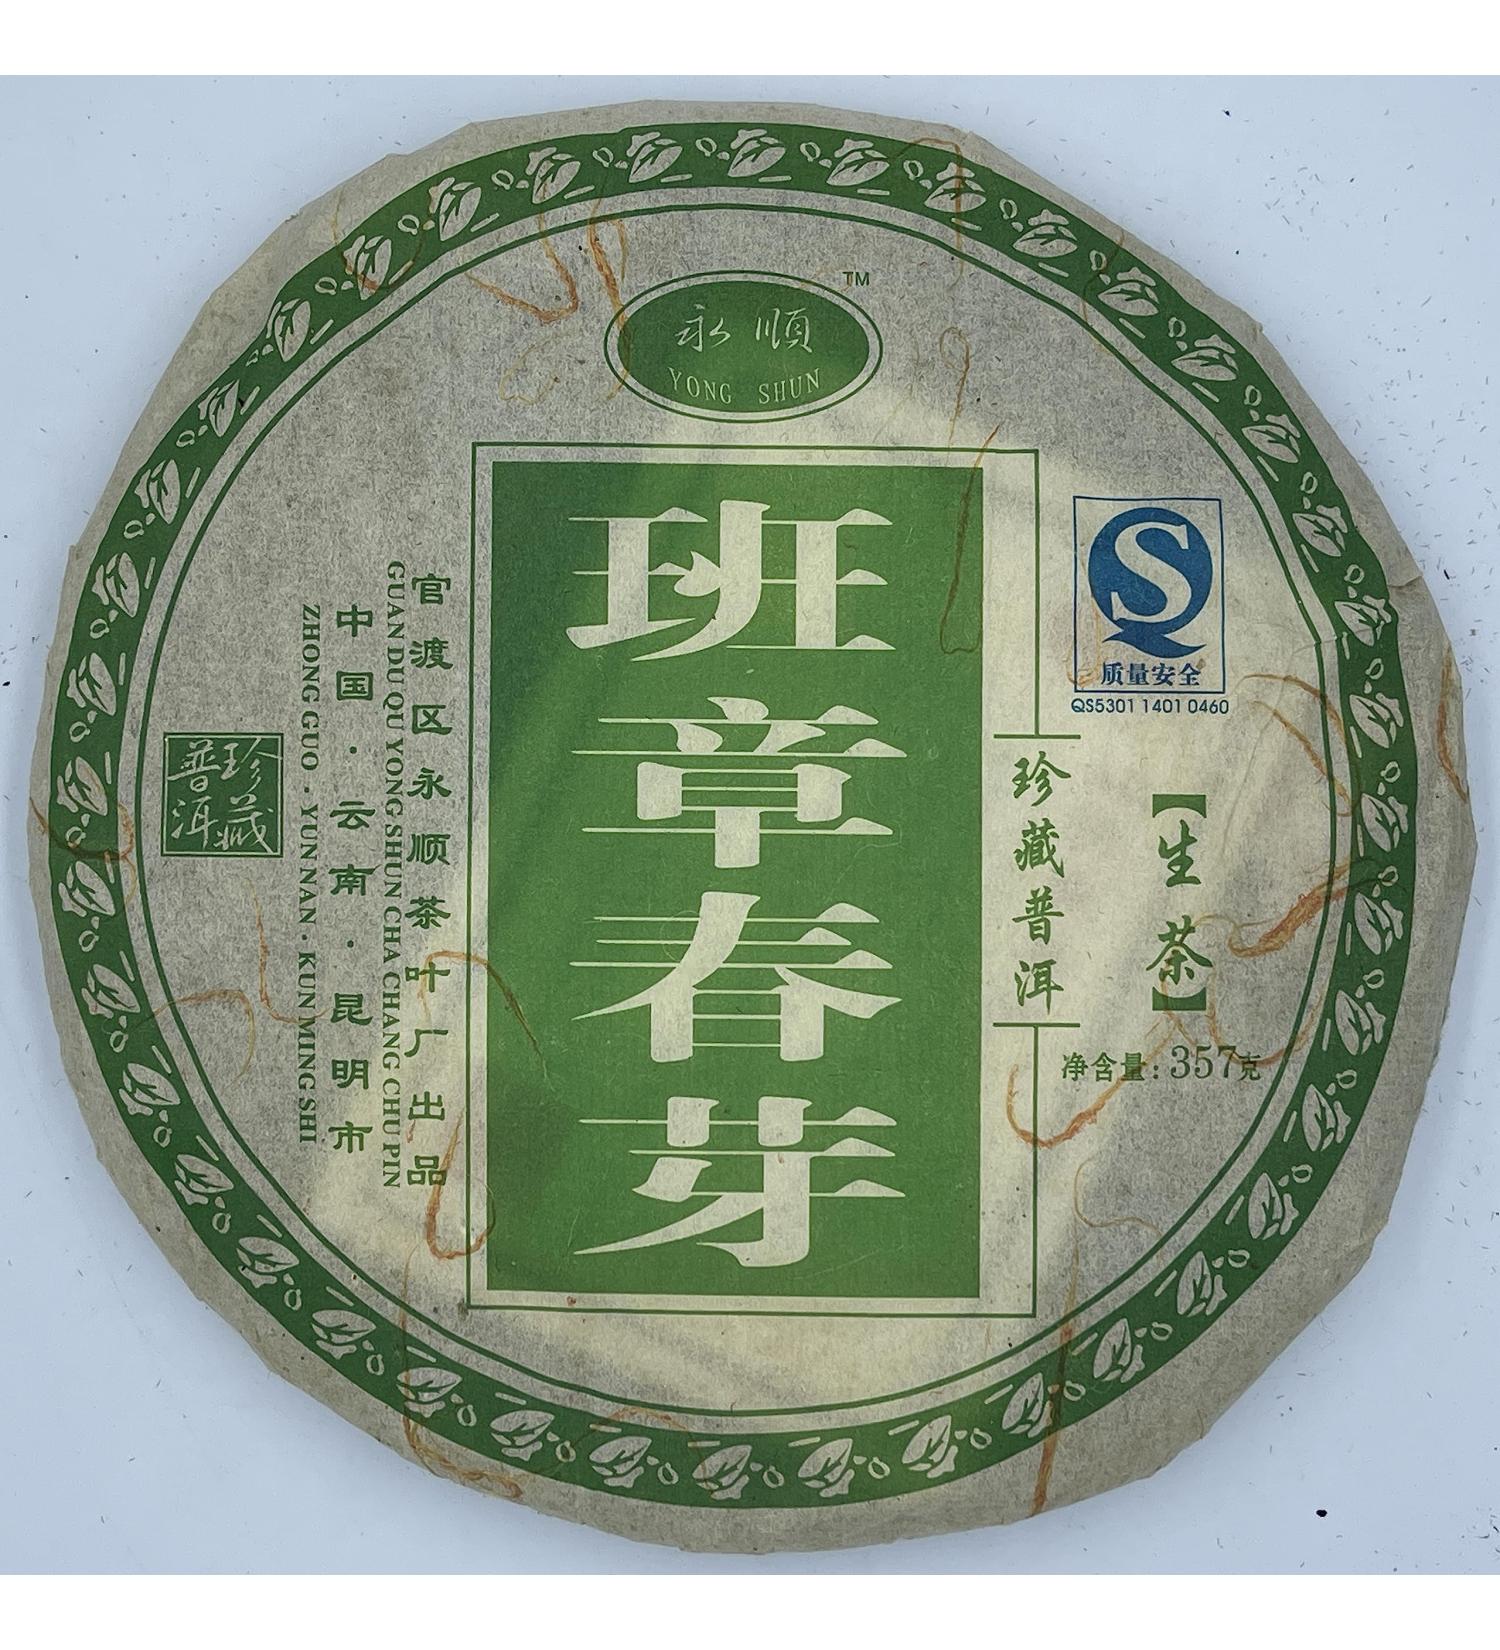 永順
TM
YONG SHUN
班章春芽
质量安全
QS5301 1401 0460
【生茶】
珍藏普洱
净含量:357克
官渡区永顺茶叶厂出品
GUAN DU QU YONG SHUN CHA CHANG CHU PIN
中国·云南·昆明市
ZHONG GUO · YUN NAN · KUN MING SHI
珍藏
普洱